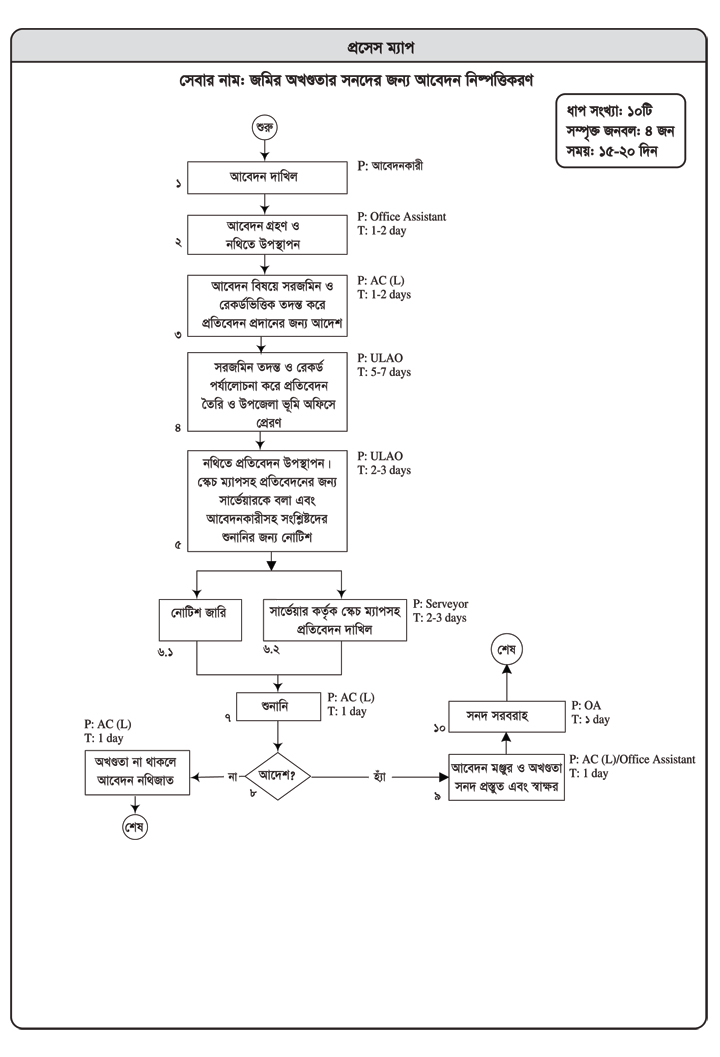 প্রসেস ম্যাপ
সেবার নাম: জমির অখণ্ডতার সনদের জন্য আবেদন নিষ্পত্তিকরণ
ধাপ সংখ্যা: ১০টি
সম্পৃক্ত জনবল: ৪ জন
সময়: ১৫-২০ দিন
শুরু
১
আবেদন দাখিল
P: আবেদনকারী
২
আবেদন গ্রহণ ও
নথিতে উপস্থাপন
P: Office Assistant
T: 1-2 day
৩
আবেদন বিষয়ে সরজমিন ও
রেকর্ডভিত্তিক তদন্ত করে
প্রতিবেদন প্রদানের জন্য আদেশ
P: AC (L)
T: 1-2 days
৪
সরজমিন তদন্ত ও রেকর্ড
পর্যালোচনা করে প্রতিবেদন
তৈরি ও উপজেলা ভূমি অফিসে
প্রেরণ
P: ULAO
T: 5-7 days
৫
নথিতে প্রতিবেদন উপস্থাপন।
স্কেচ ম্যাপসহ প্রতিবেদনের জন্য
সার্ভেয়ারকে বলা এবং
আবেদনকারীসহ সংশ্লিষ্টদের
শুনানির জন্য নোটিশ
P: ULAO
T: 2-3 days
নোটিশ জারি
৬.১
সার্ভেয়ার কর্তৃক স্কেচ ম্যাপসহ
প্রতিবেদন দাখিল
৬.২
P: Serveyor
T: 2-3 days
৭
শুনানি
P: AC (L)
T: 1 day
আদেশ?
৮
না
হ্যাঁ
P: AC (L)
T: 1 day
অখণ্ডতা না থাকলে
আবেদন নথিজাত
শেষ
৯
আবেদন মঞ্জুর ও অখণ্ডতা
সনদ প্রস্তুত এবং স্বাক্ষর
P: AC (L)/Office Assistant
T: 1 day
১০
সনদ সরবরাহ
P: OA
T: ১ day
শেষ